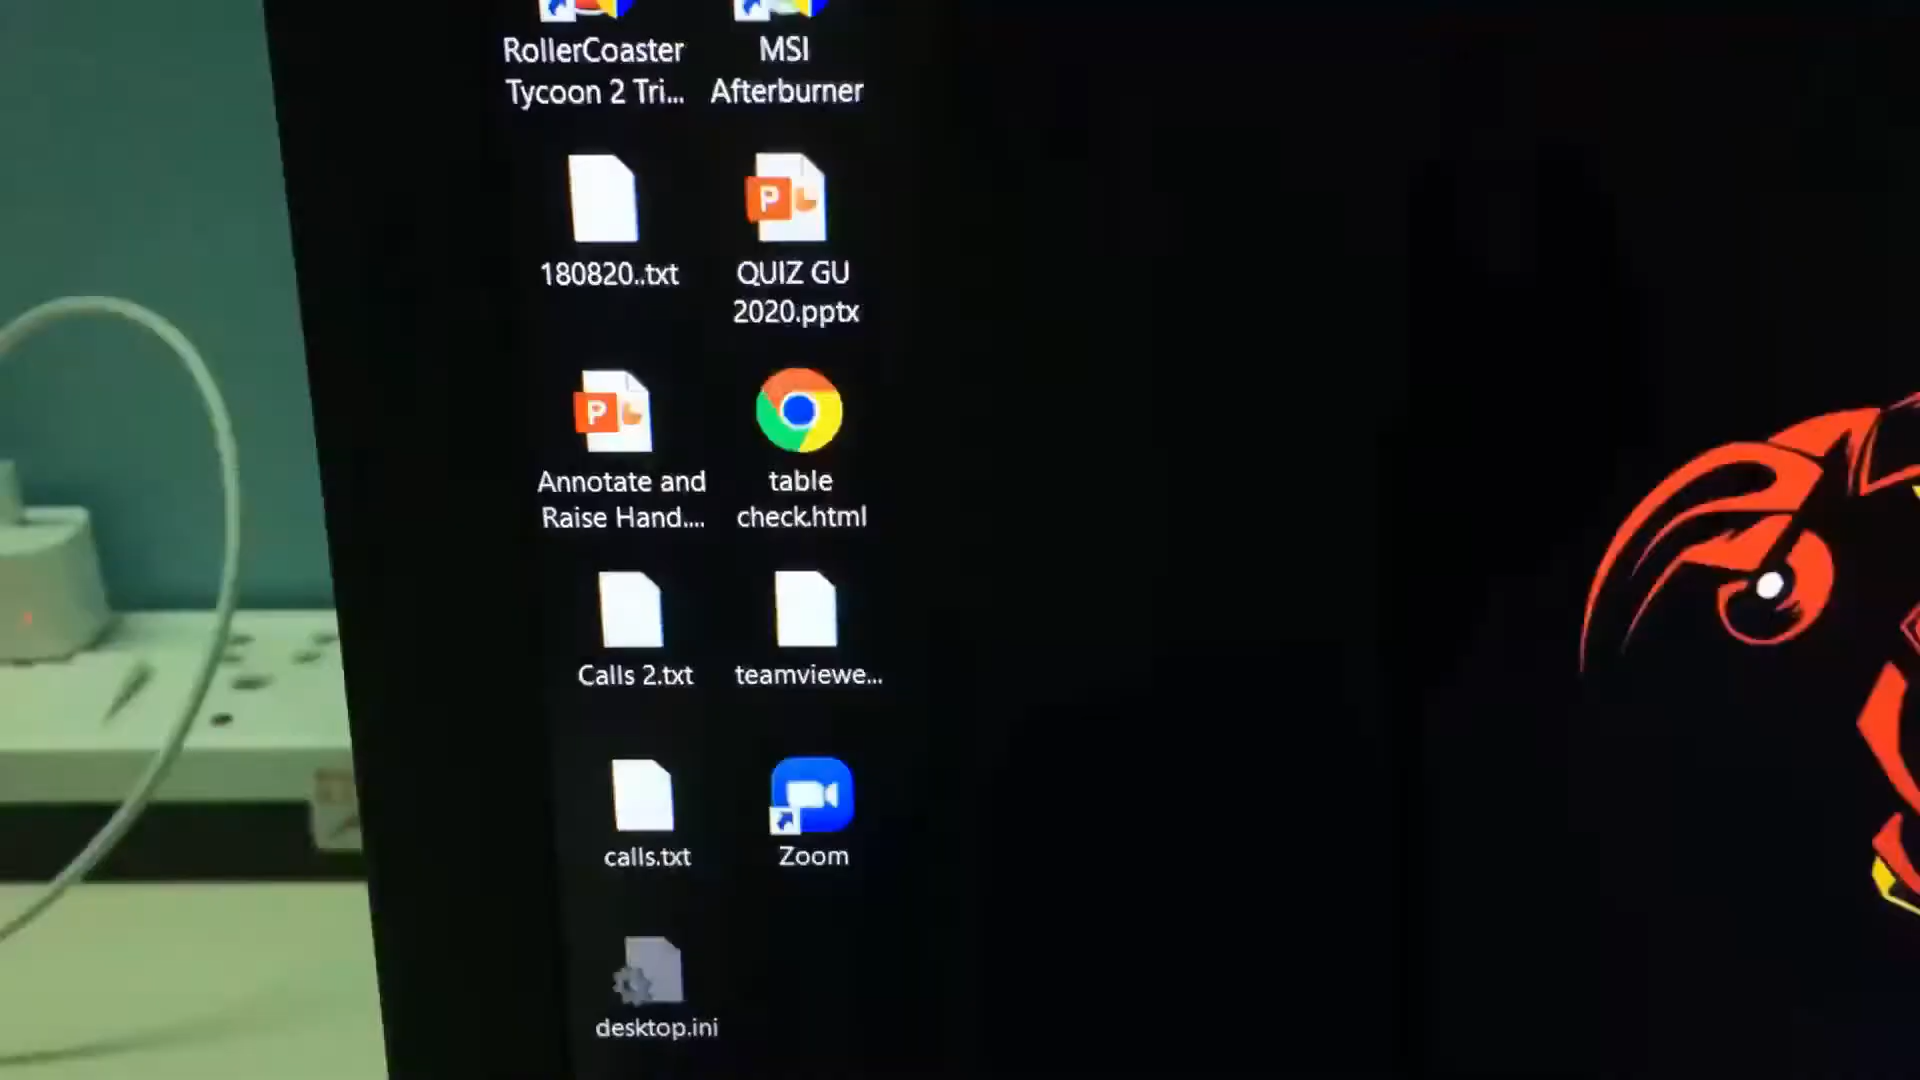 RollerCoaster
Tycoon 2 Tri...
MSI
Afterburner
180820..txt
P
QUIZ GU
2020.pptx
P
Annotate and
Raise Hand....
table
check.html
Calls 2.txt
teamviewe...
calls.txt
Zoom
desktop.ini